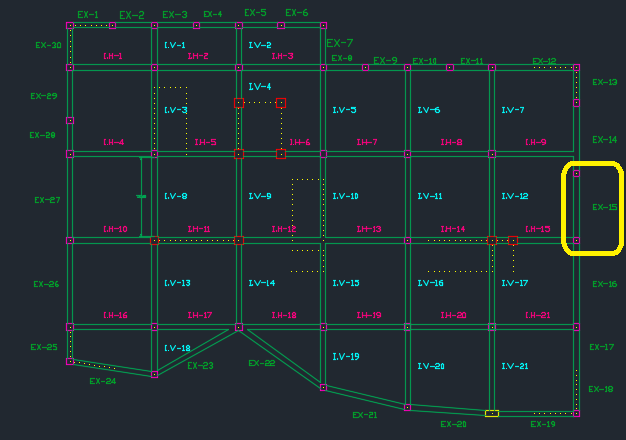 EX-1 EX-2 EX-3 EX-4 EX-5 EX-6
EX-30 I.V-1 I.V-2 EX-7
I.H-1 I.H-2 I.H-3 EX-8 EX-9 EX-10 EX-11 EX-12
EX-29 I.V-3 I.V-4 I.V-5 I.V-6 I.V-7 EX-13
EX-28 I.H-4 I.H-5 I.H-6 I.H-7 I.H-8 I.H-9 EX-14
EX-27 I.V-8 I.V-9 I.V-10 I.V-11 I.V-12 EX-15
I.H-10 I.H-11 I.H-12 I.H-13 I.H-14 I.H-15
EX-26 I.V-13 I.V-14 I.V-15 I.V-16 I.V-17 EX-16
I.H-16 I.H-17 I.H-18 I.H-19 I.H-20 I.H-21
EX-25 I.V-18 I.V-19 EX-17
EX-24 EX-23 EX-22 I.V-20 I.V-21 EX-18
EX-21 EX-20 EX-19